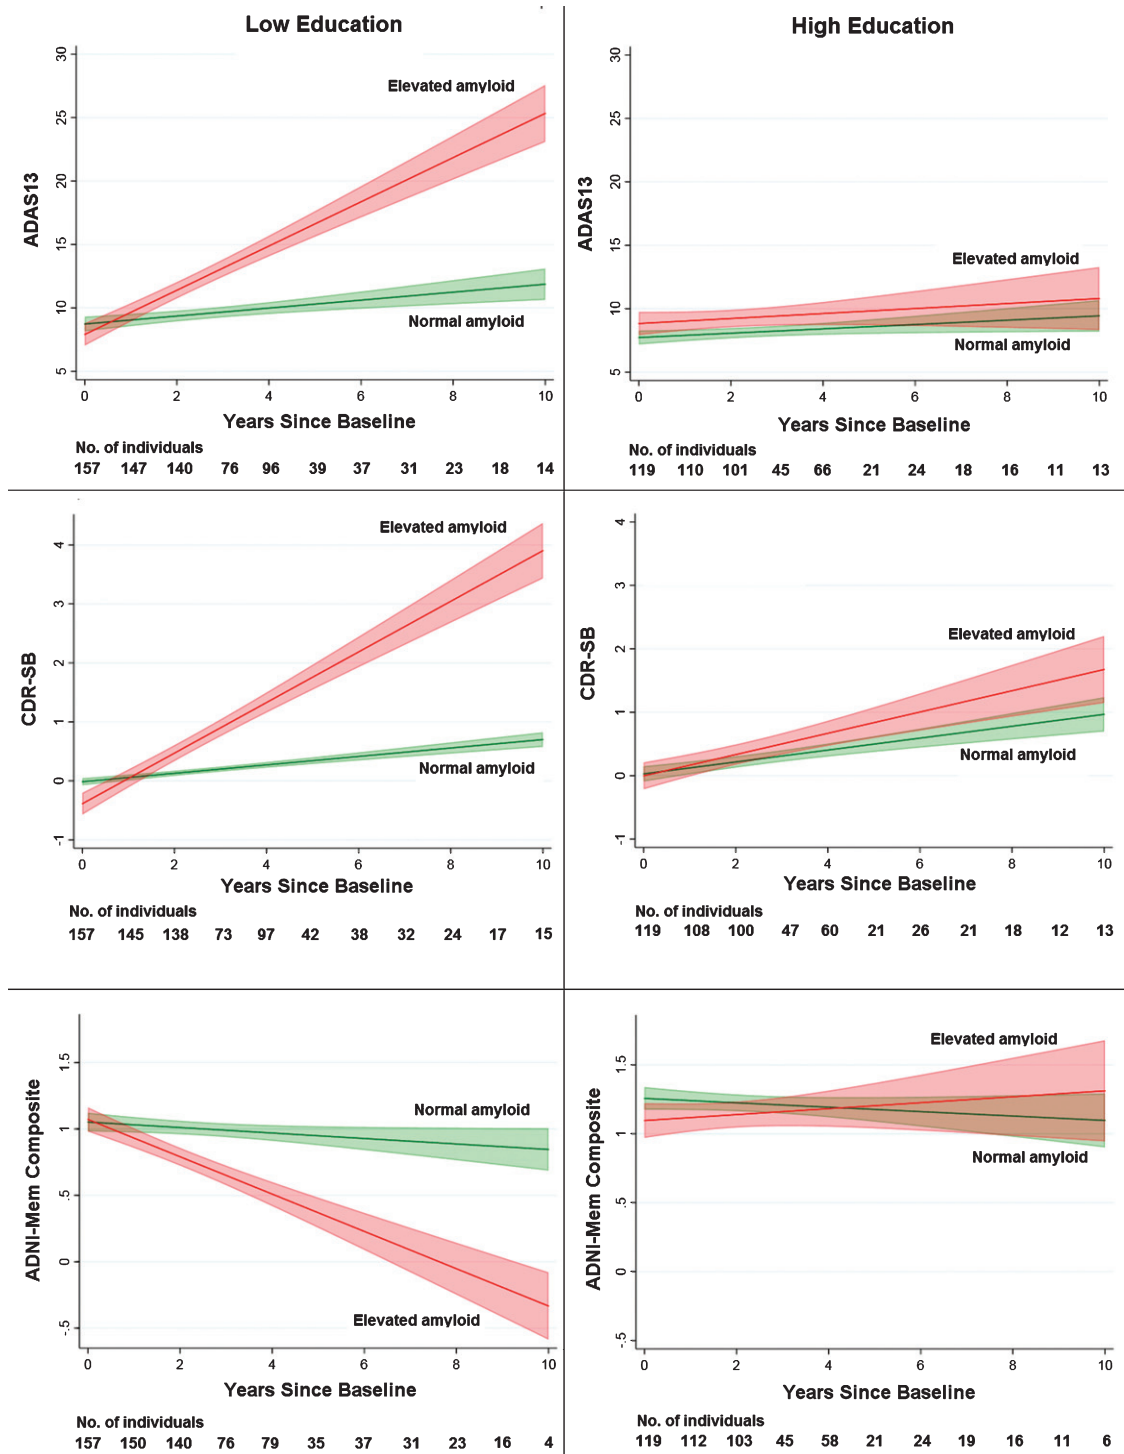 Low Education
High Education
ADAS13
30
25
20
15
10
5
Elevated amyloid
Normal amyloid
0 2 4 6 8 10
Years Since Baseline
No. of individuals
157 147 140 76 96 39 37 31 23 18 14
ADAS13
30
25
20
15
10
5
Elevated amyloid
Normal amyloid
0 2 4 6 8 10
Years Since Baseline
No. of individuals
119 110 101 45 66 21 24 18 16 11 13
CDR-SB
4
3
2
1
0
-1
Elevated amyloid
Normal amyloid
0 2 4 6 8 10
Years Since Baseline
No. of individuals
157 145 138 73 97 42 38 32 24 17 15
CDR-SB
4
3
2
1
0
-1
Elevated amyloid
Normal amyloid
0 2 4 6 8 10
Years Since Baseline
No. of individuals
119 108 100 47 60 21 26 21 18 12 13
ADNI-Mem Composite
1.5
1
.5
0
-.5
Normal amyloid
Elevated amyloid
0 2 4 6 8 10
Years Since Baseline
No. of individuals
157 150 140 76 79 35 37 31 23 16 4
ADNI-Mem Composite
1.5
1
.5
0
-.5
Elevated amyloid
Normal amyloid
0 2 4 6 8 10
Years Since Baseline
No. of individuals
119 112 103 45 58 21 24 19 16 11 6